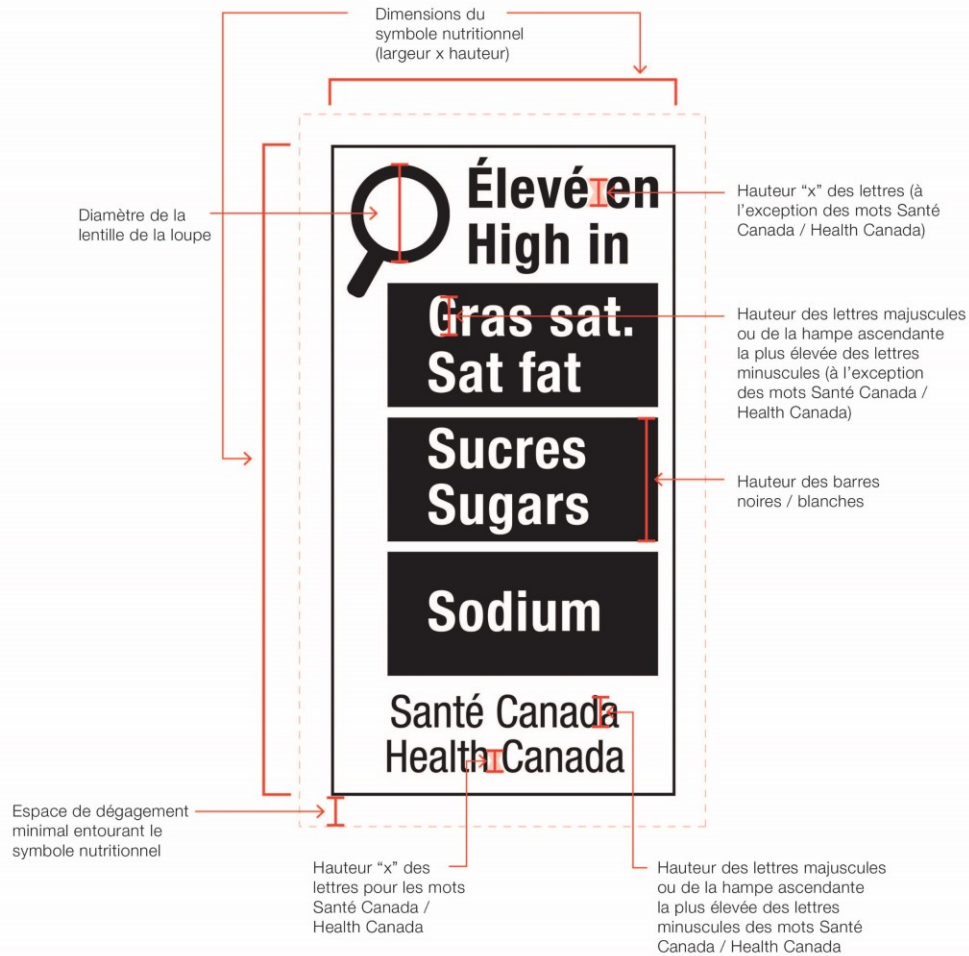 Dimensions du
symbole nutritionnel
(largeur x hauteur)
Diamètre de la
lentille de la loupe
Élevé en
High in
Gras sat.
Sat fat
Sucres
Sugars
Sodium
Santé Canada
Health Canada
Hauteur “x” des lettres (à
l’exception des mots Santé
Canada / Health Canada)
Hauteur des lettres majuscules
ou de la hampe ascendante
la plus élevée des lettres
minuscules (à l’exception
des mots Santé Canada /
Health Canada)
Hauteur des barres
noires / blanches
Espace de dégagement
minimal entourant le
symbole nutritionnel
Hauteur “x” des
lettres pour les mots
Santé Canada /
Health Canada
Hauteur des lettres majuscules
ou de la hampe ascendante
la plus élevée des lettres
minuscules des mots Santé
Canada / Health Canada